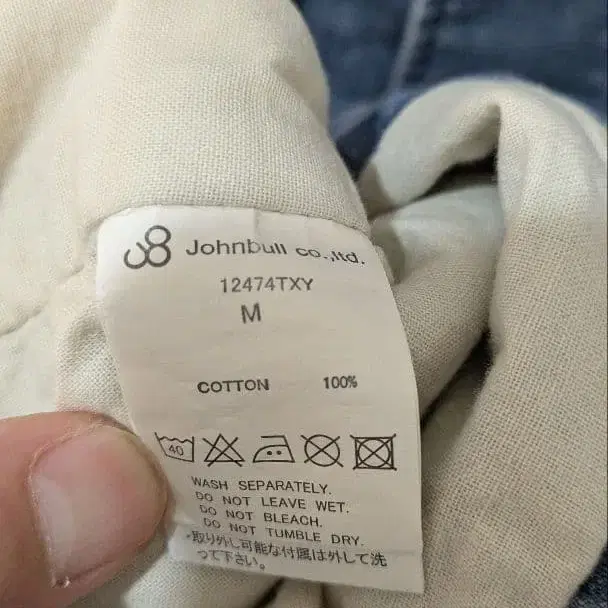 Johnbull co.,ltd.
12474TXY
M
COTTON 100%
40
WASH SEPARATELY.
DO NOT LEAVE WET.
DO NOT BLEACH.
DO NOT TUMBLE DRY.
・取り外し可能な付属は外して洗
って下さい。